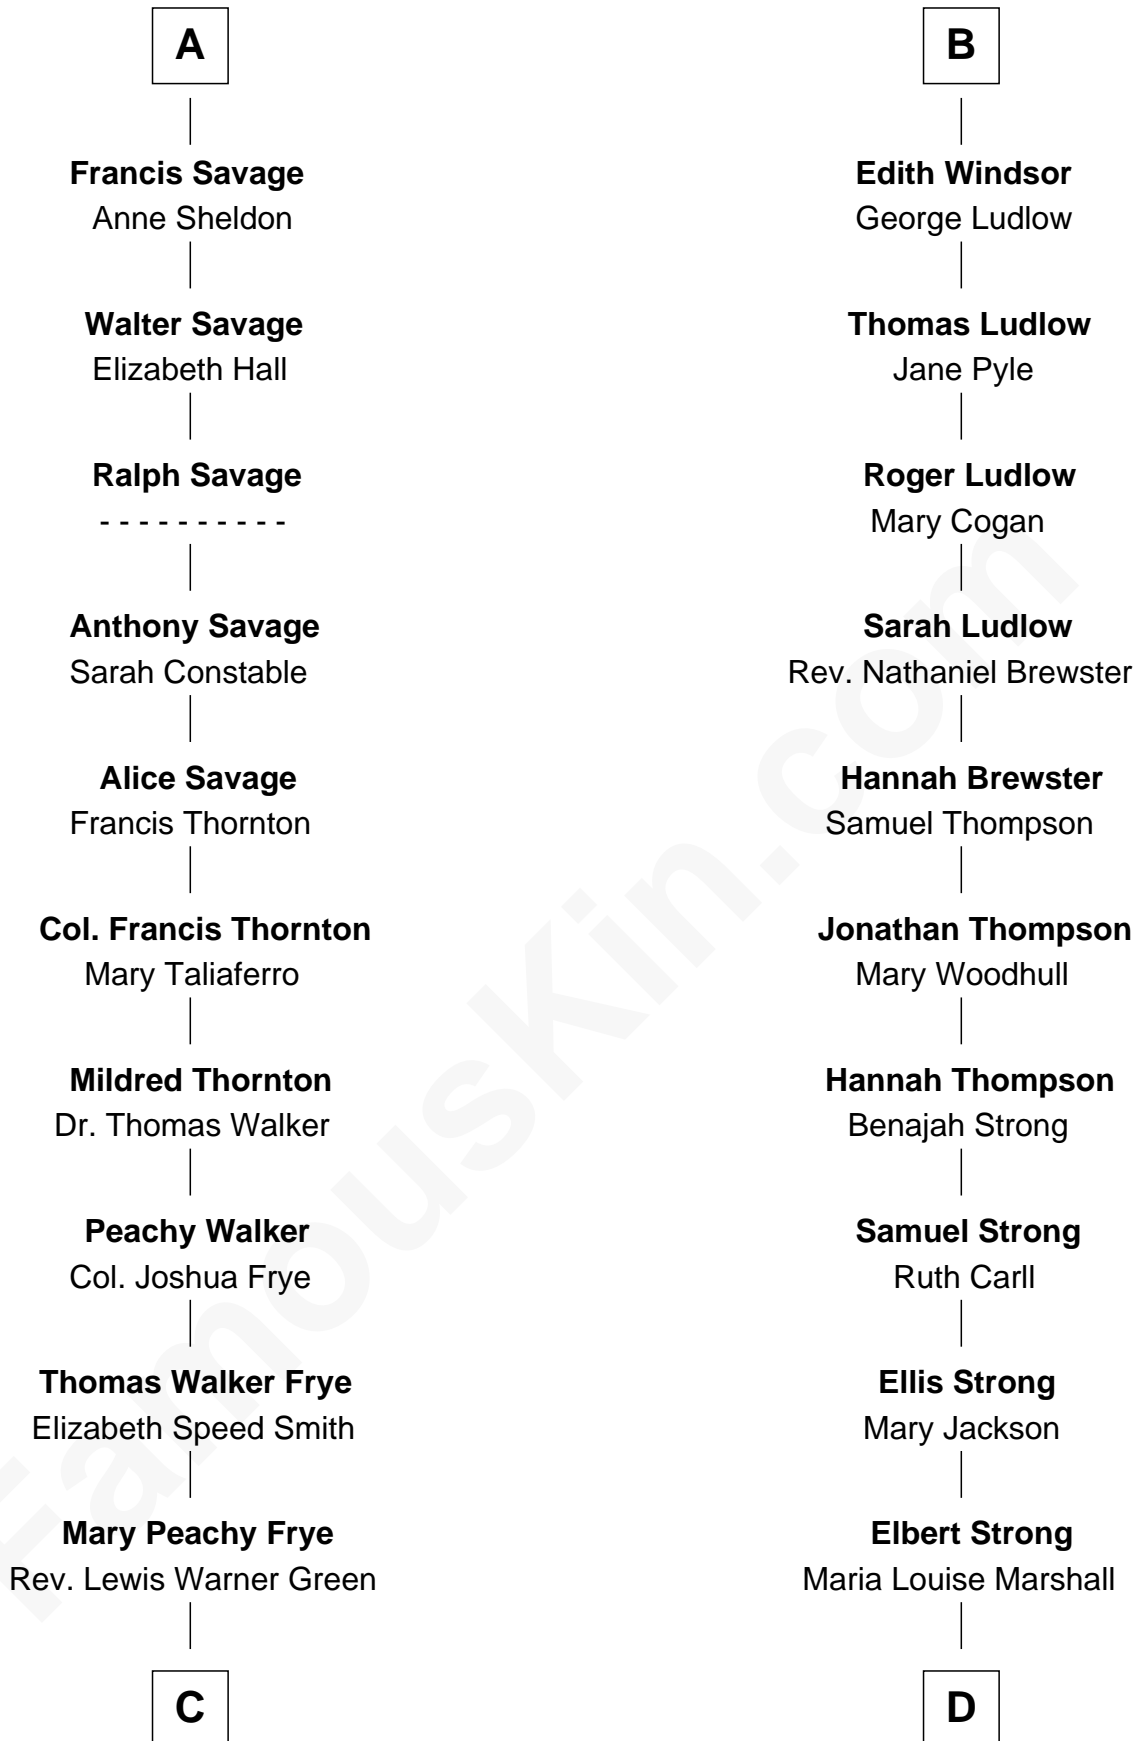 A
Francis Savage
Anne Sheldon
Walter Savage
Elizabeth Hall
Ralph Savage
- - - - - - - - - -
Anthony Savage
Sarah Constable
Alice Savage
Francis Thornton
Col. Francis Thornton
Mary Taliaferro
Mildred Thornton
Dr. Thomas Walker
Peachy Walker
Col. Joshua Frye
Thomas Walker Frye
Elizabeth Speed Smith
Mary Peachy Frye
Rev. Lewis Warner Green
C
B
Edith Windsor
George Ludlow
Thomas Ludlow
Jane Pyle
Roger Ludlow
Mary Cogan
Sarah Ludlow
Rev. Nathaniel Brewster
Hannah Brewster
Samuel Thompson
Jonathan Thompson
Mary Woodhull
Hannah Thompson
Benajah Strong
Samuel Strong
Ruth Carll
Ellis Strong
Mary Jackson
Elbert Strong
Maria Louise Marshall
D
FamousKin.com